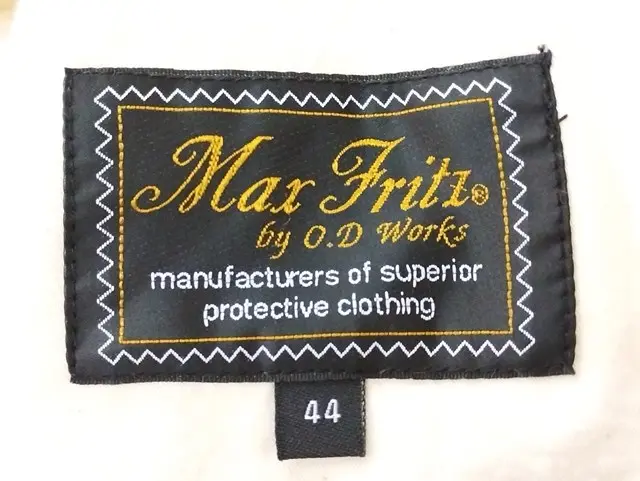 Max Fritz®
by O.D Works
manufacturers of superior
protective clothing
44